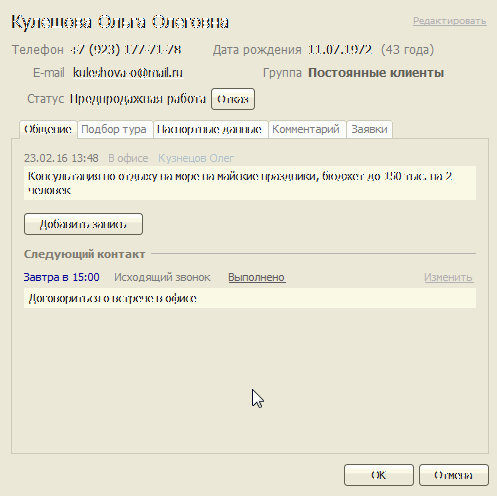 Кулешова Ольга Олеговна
Редактировать
Телефон +7 (923) 177-71-78 Дата рождения 11.07.1972 (43 года)
E-mail kuleshova-o@mail.ru Группа Постоянные клиенты
Статус Предпродажная работа Отказ
Общение Подбор тура Паспортные данные Комментарий Заявки
23.02.16 13:48 В офисе Кузнецов Олег
Консультация по отдыху на море на майские праздники, бюджет до 150 тыс. на 2
человек
Добавить запись
Следующий контакт
Завтра в 15:00 Исходящий звонок Выполнено Изменить
Договориться о встрече в офисе
ОК Отмена